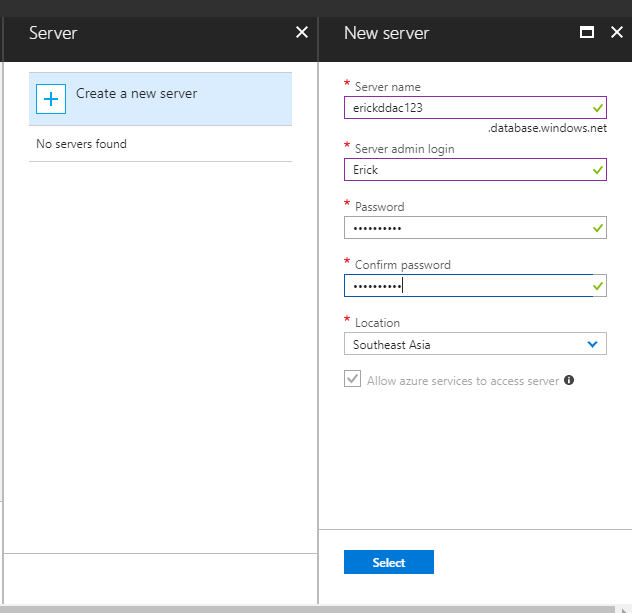 Server
Create a new server
No servers found
New server
* Server name
erickddac123
.database.windows.net
* Server admin login
Erick
* Password
••••••••••
* Confirm password
••••••••••
* Location
Southeast Asia
Allow azure services to access server
Select